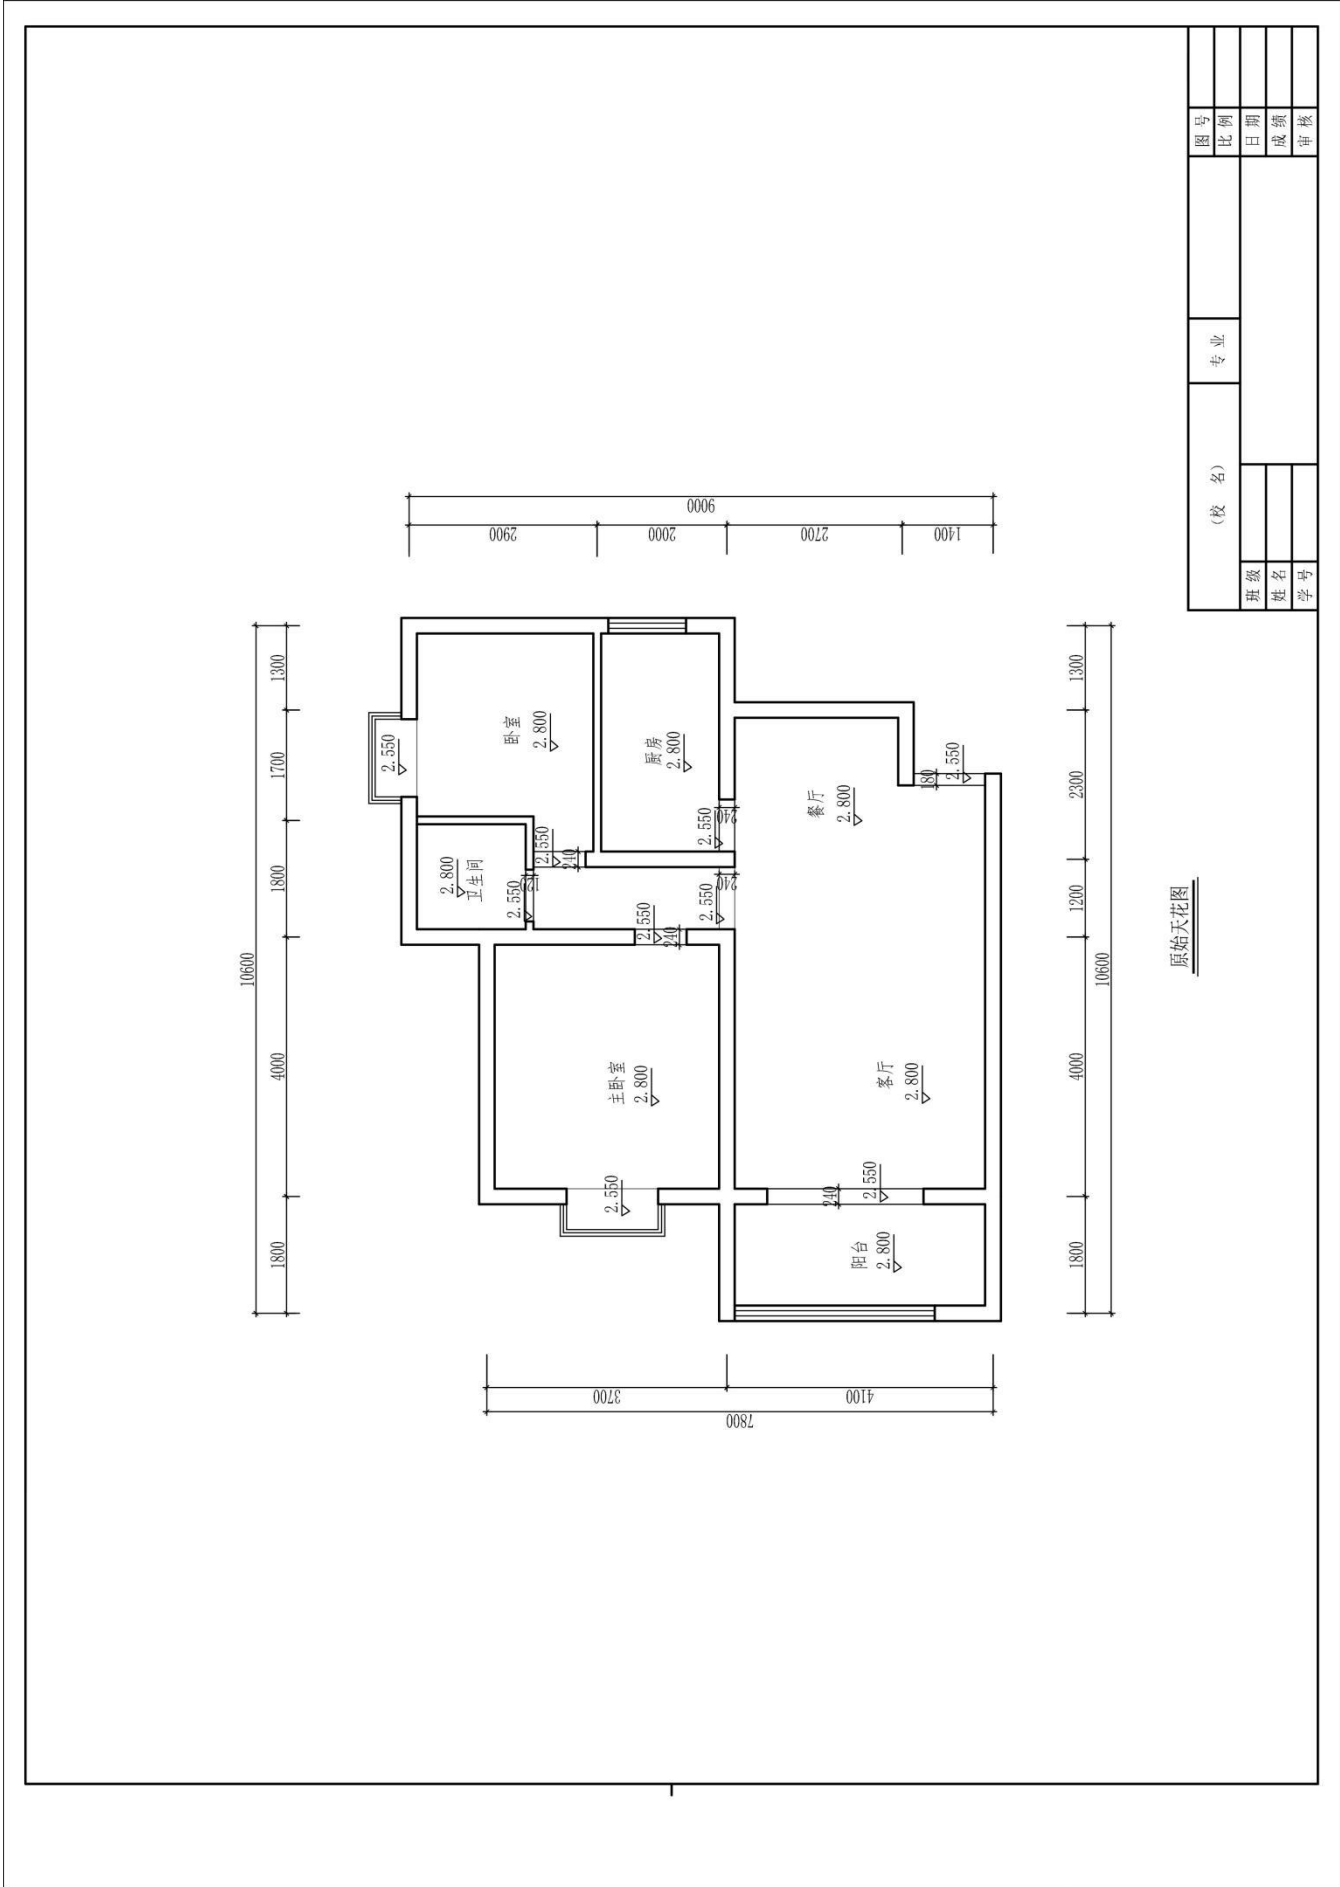 10600
1800
4000
1800
1700
1300
7800
3700
4100
9000
2900
2000
2700
1400
2.550
卧室
2.800
卫生间
2.800
厨房
2.800
2.550
240
2.550
120
2.550
240
2.550
240
2.550
240
餐厅
2.800
180
2.550
主卧室
2.800
2.550
客厅
2.800
240
2.550
阳台
2.800
1800
4000
1200
2300
1300
10600
原始天花图
(校 名)
专 业
图 号
比 例
班 级
日 期
姓 名
成 绩
学 号
审 核